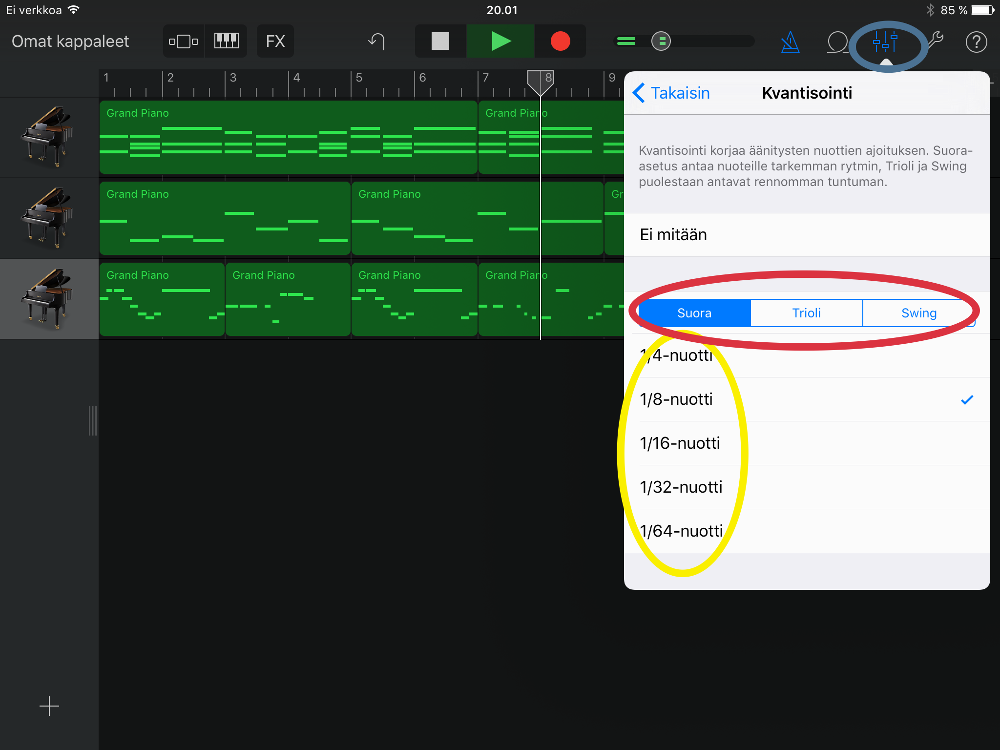 Ei verkkoa
20.01
85 %
Omat kappaleet
FX
?
1 2 3 4 5 6 7 8 9
Takaisin
Kvantisointi
Grand Piano
Grand Piano
Kvantisointi korjaa äänitysten nuottien ajoituksen. Suora-
asetus antaa nuoteille tarkemman rytmin, Trioli ja Swing
puolestaan antavat rennomman tuntuman.
Grand Piano
Grand Piano
Gr
Ei mitään
Grand Piano
Grand Piano
Grand Piano
Grand Piano
Suora
Trioli
Swing
1/4-nuotti
1/8-nuotti
1/16-nuotti
1/32-nuotti
1/64-nuotti